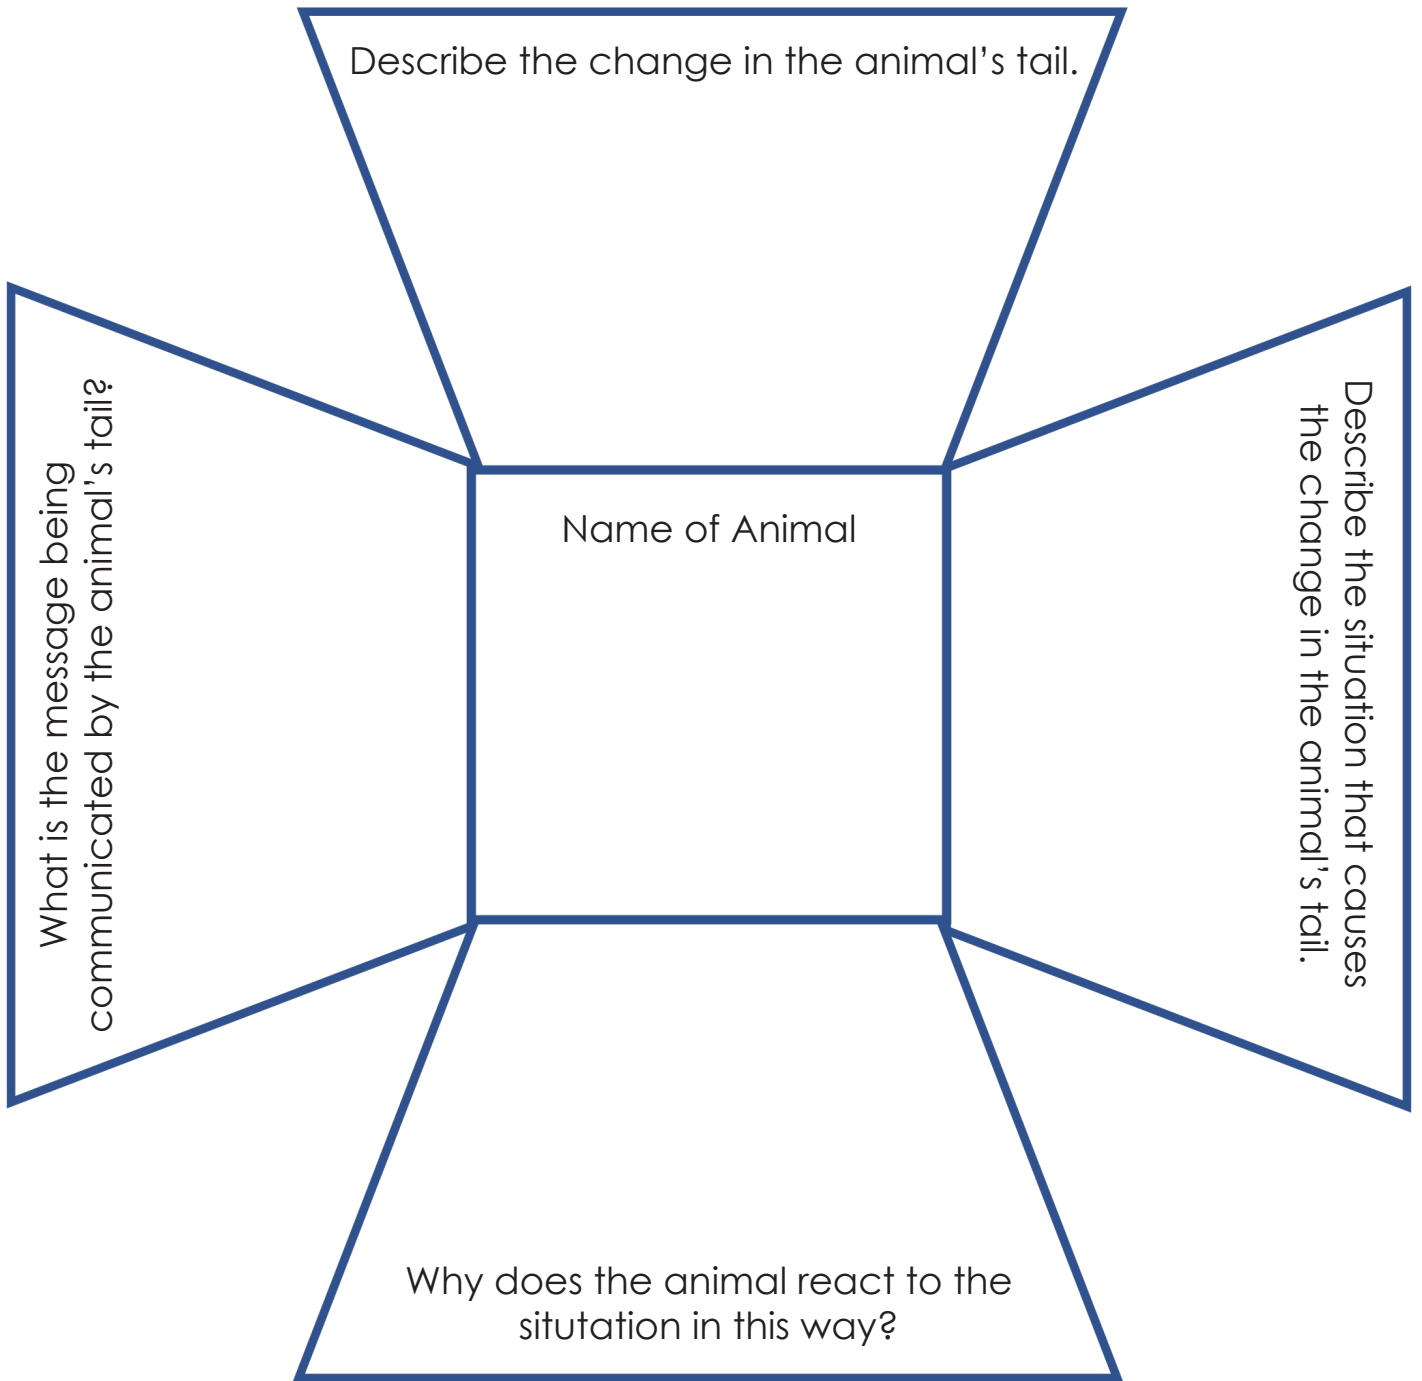 Describe the change in the animal's tail.
What is the message being
communicated by the animal's tail?
Name of Animal
Describe the situation that causes
the change in the animal's tail.
Why does the animal react to the
situtation in this way?